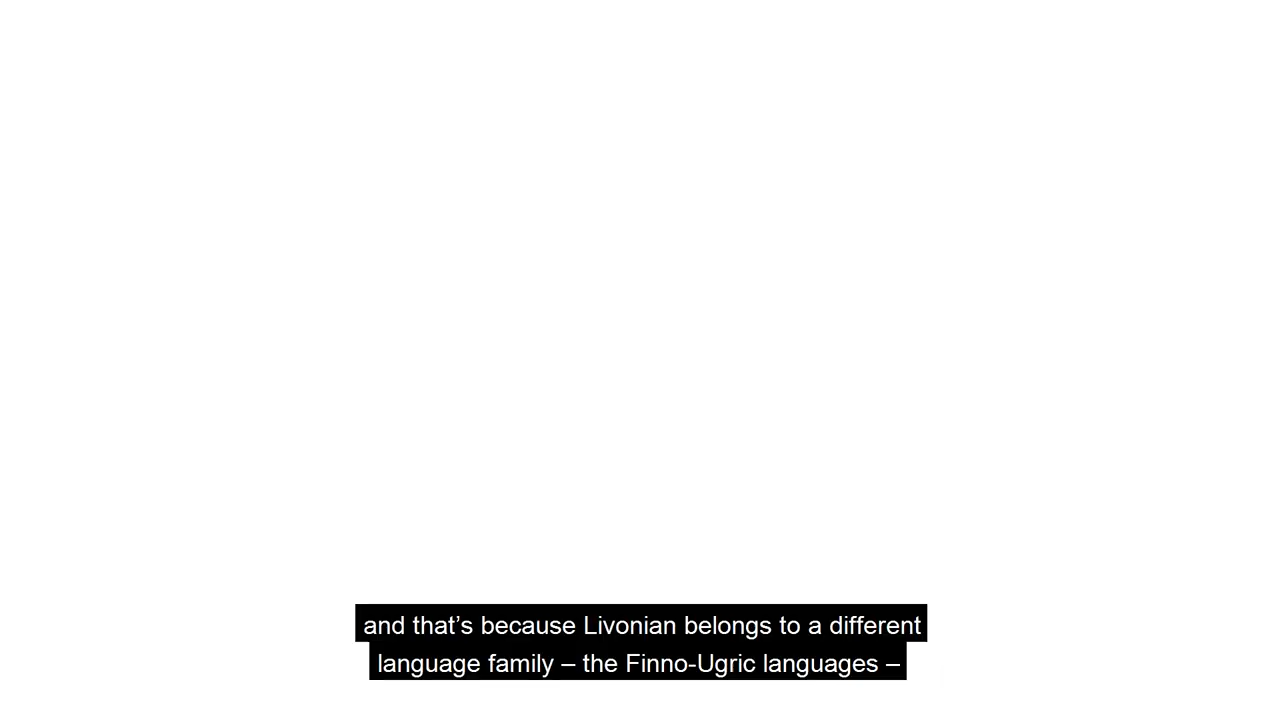 and that’s because Livonian belongs to a different
language family – the Finno-Ugric languages –